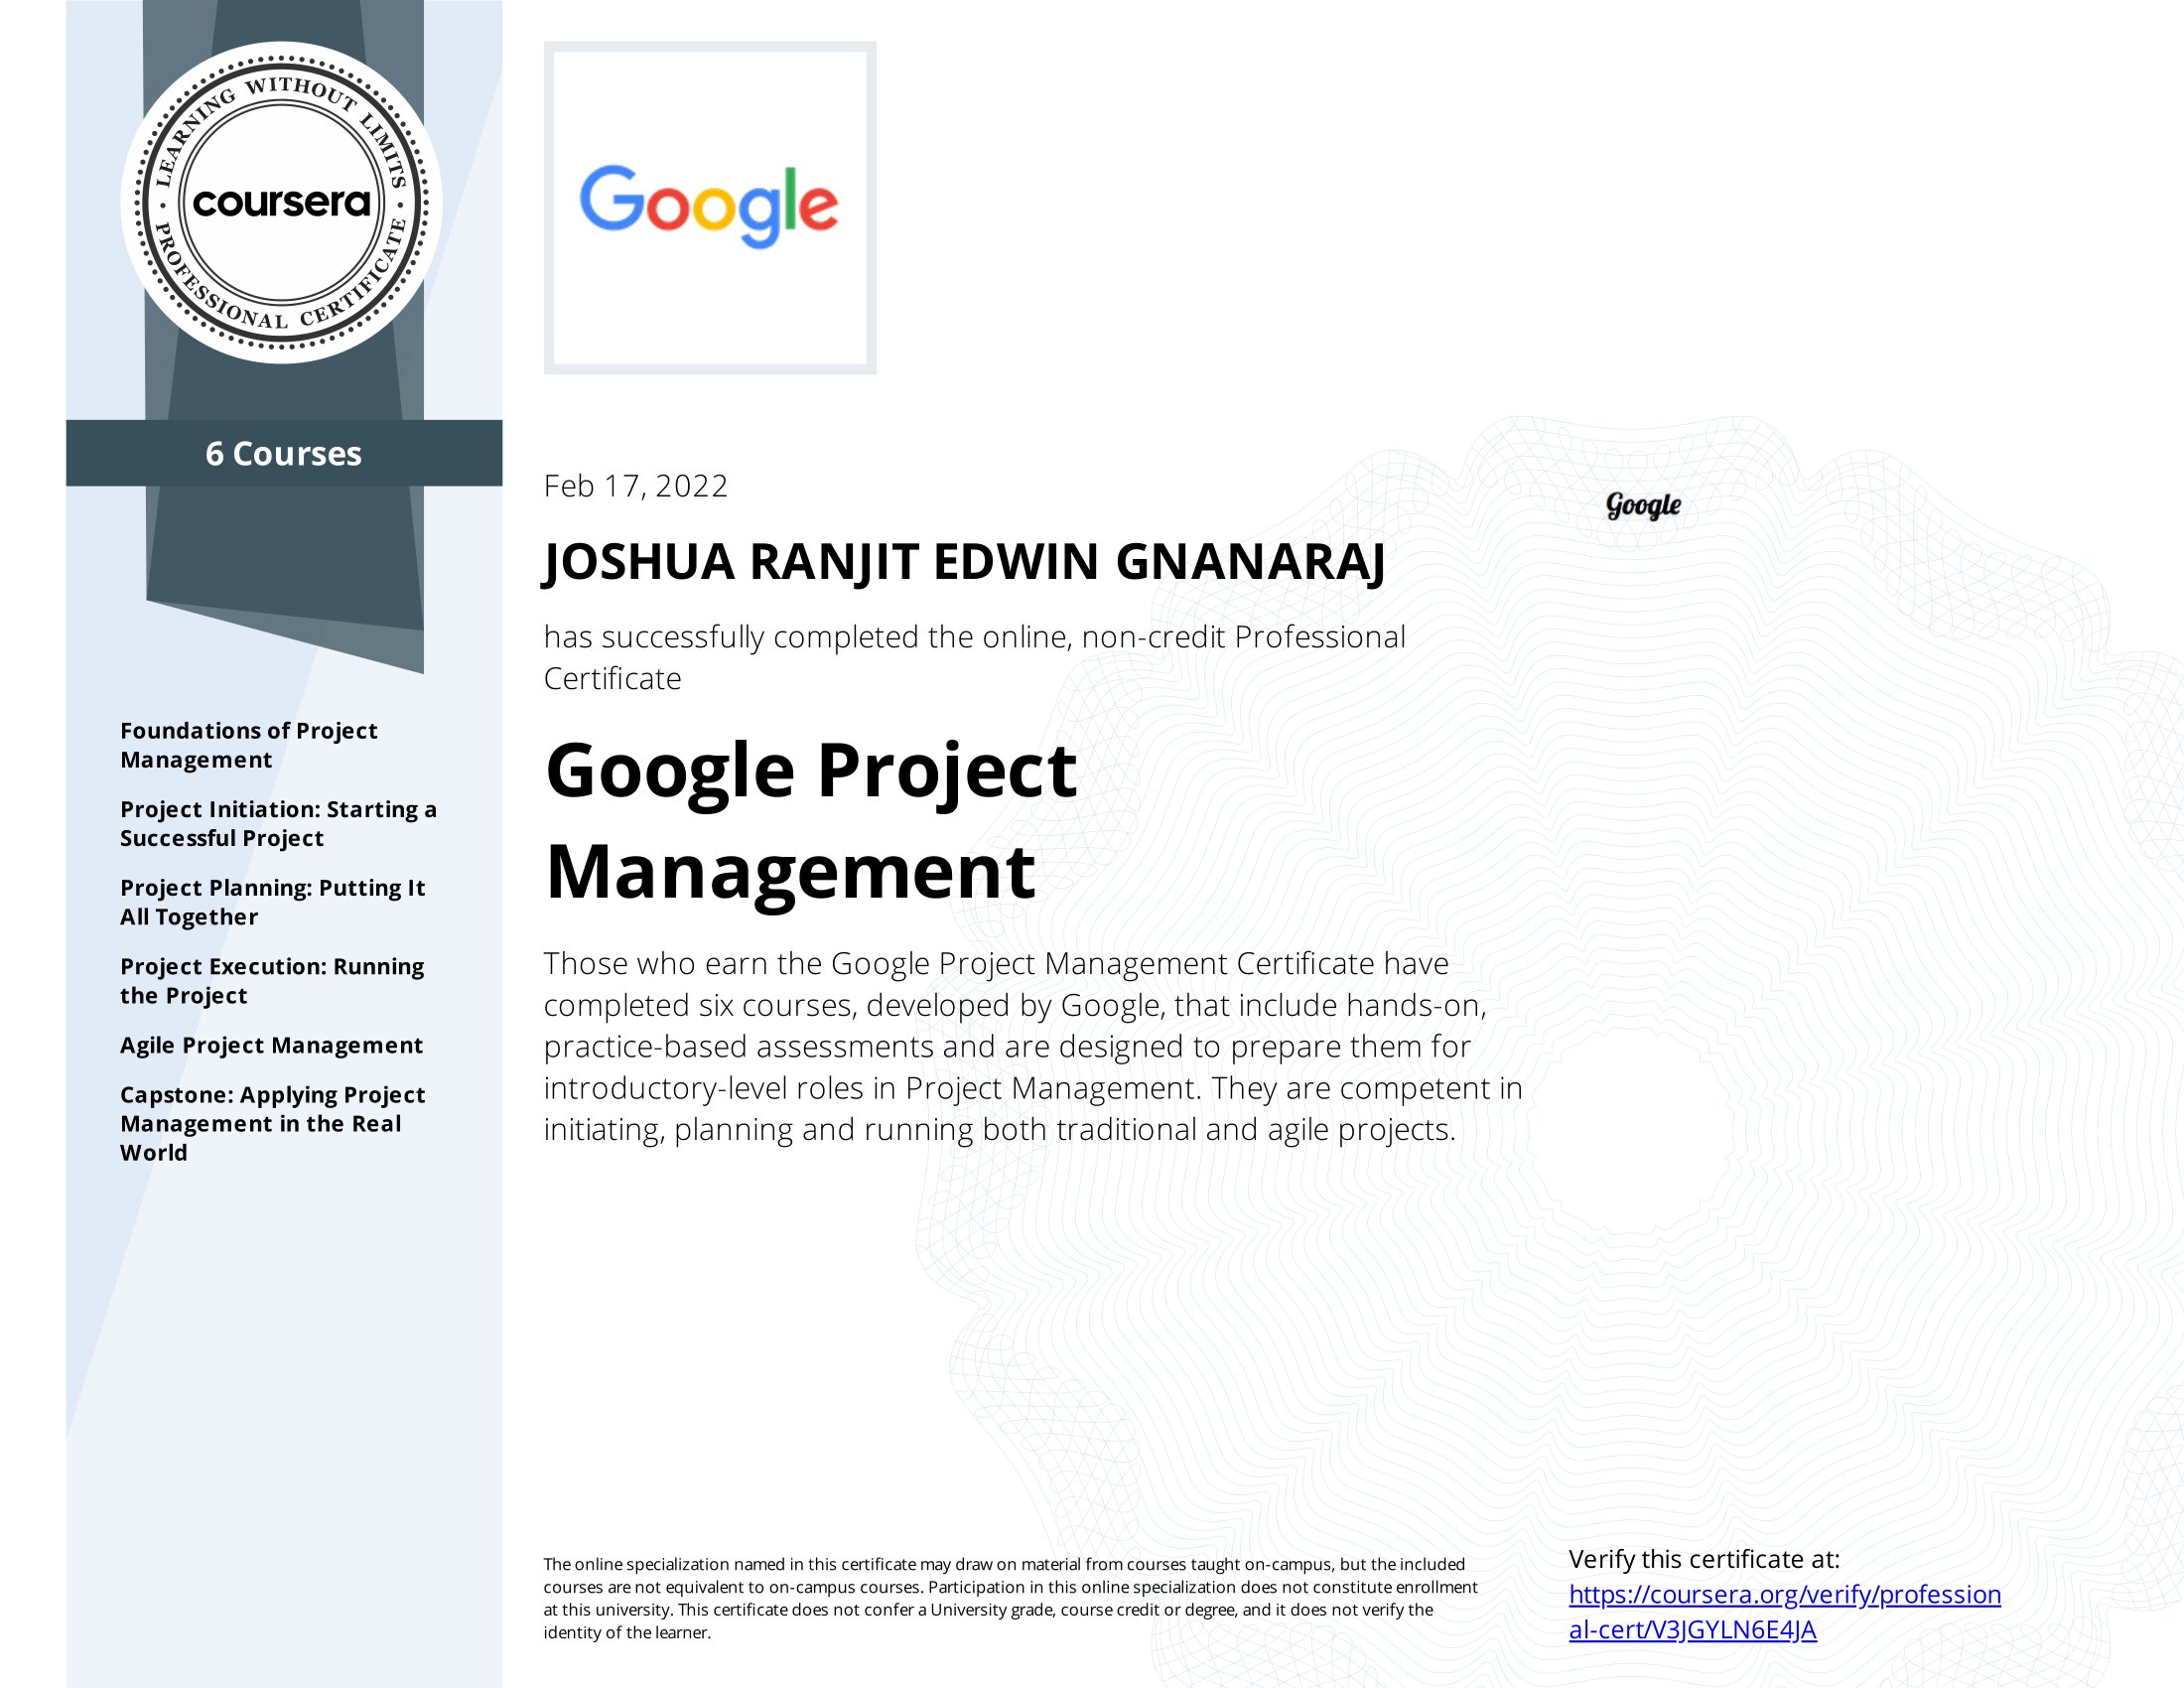 LEARNING WITHOUT LIMITS
coursera
PROFESSIONAL CERTIFICATE
6 Courses
Foundations of Project
Management
Project Initiation: Starting a
Successful Project
Project Planning: Putting It
All Together
Project Execution: Running
the Project
Agile Project Management
Capstone: Applying Project
Management in the Real
World
Google
Feb 17, 2022
Google
JOSHUA RANJIT EDWIN GNANARAJ
has successfully completed the online, non-credit Professional
Certificate
Google Project
Management
Those who earn the Google Project Management Certificate have
completed six courses, developed by Google, that include hands-on,
practice-based assessments and are designed to prepare them for
introductory-level roles in Project Management. They are competent in
initiating, planning and running both traditional and agile projects.
The online specialization named in this certificate may draw on material from courses taught on-campus, but the included
courses are not equivalent to on-campus courses. Participation in this online specialization does not constitute enrollment
at this university. This certificate does not confer a University grade, course credit or degree, and it does not verify the
identity of the learner.
Verify this certificate at:
https://coursera.org/verify/profession
al-cert/V3JGYLN6E4JA